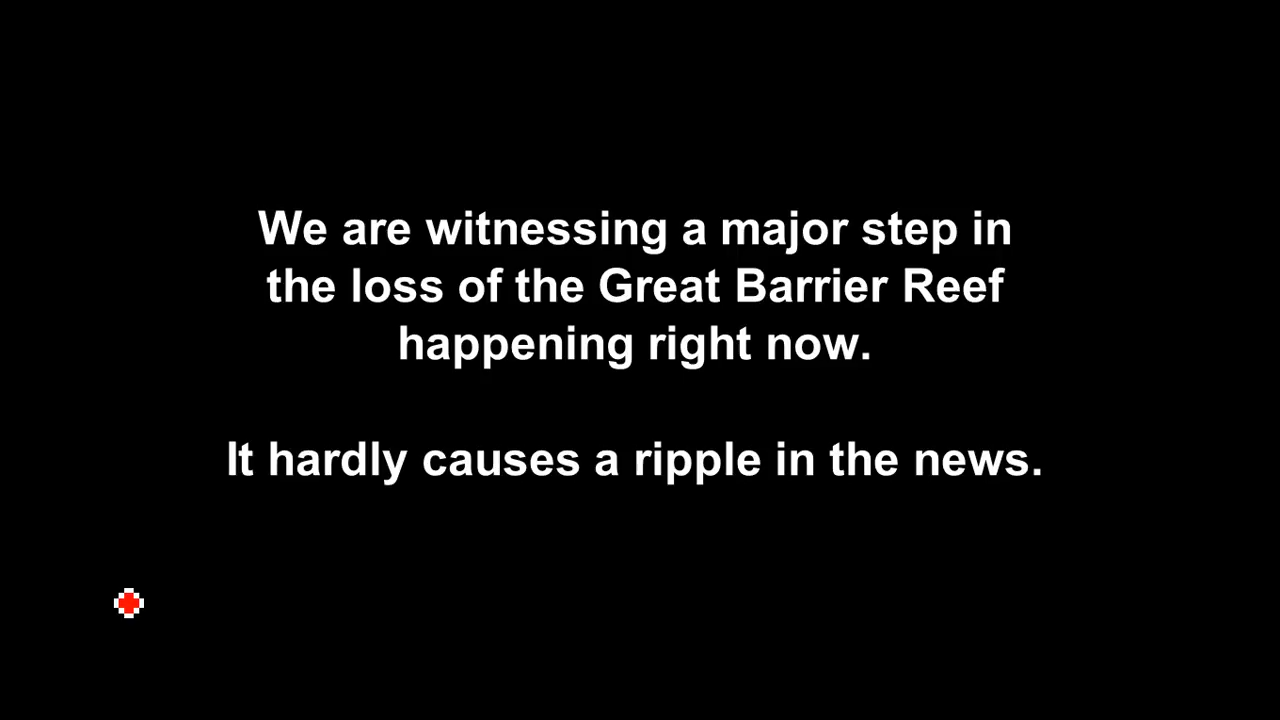 We are witnessing a major step in
the loss of the Great Barrier Reef
happening right now.
It hardly causes a ripple in the news.